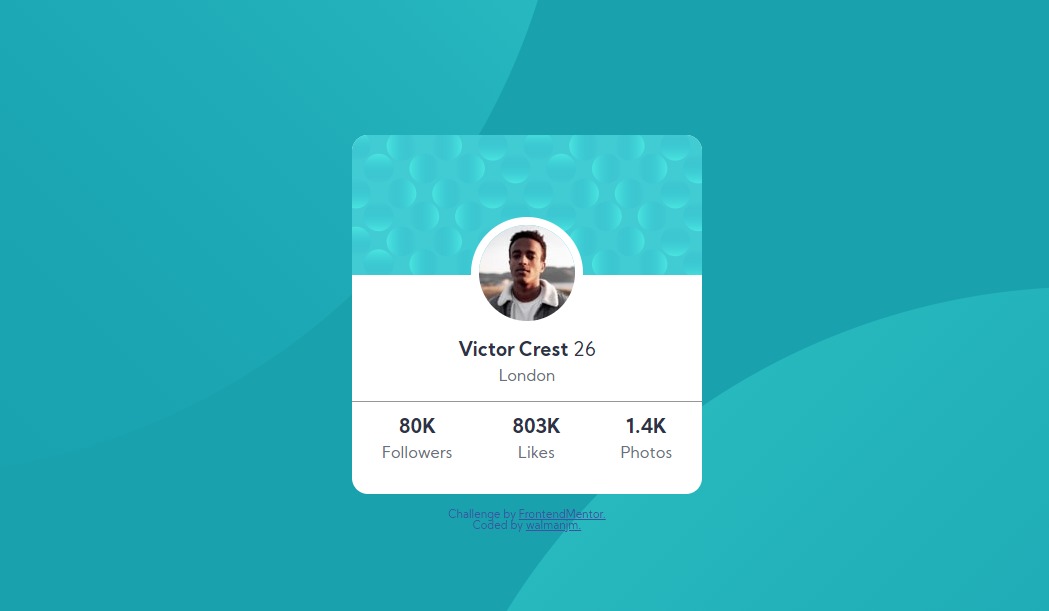 Victor Crest 26
London
80K 803K 1.4K
Followers Likes Photos
Challenge by FrontendMentor.
Coded by walmanjm.